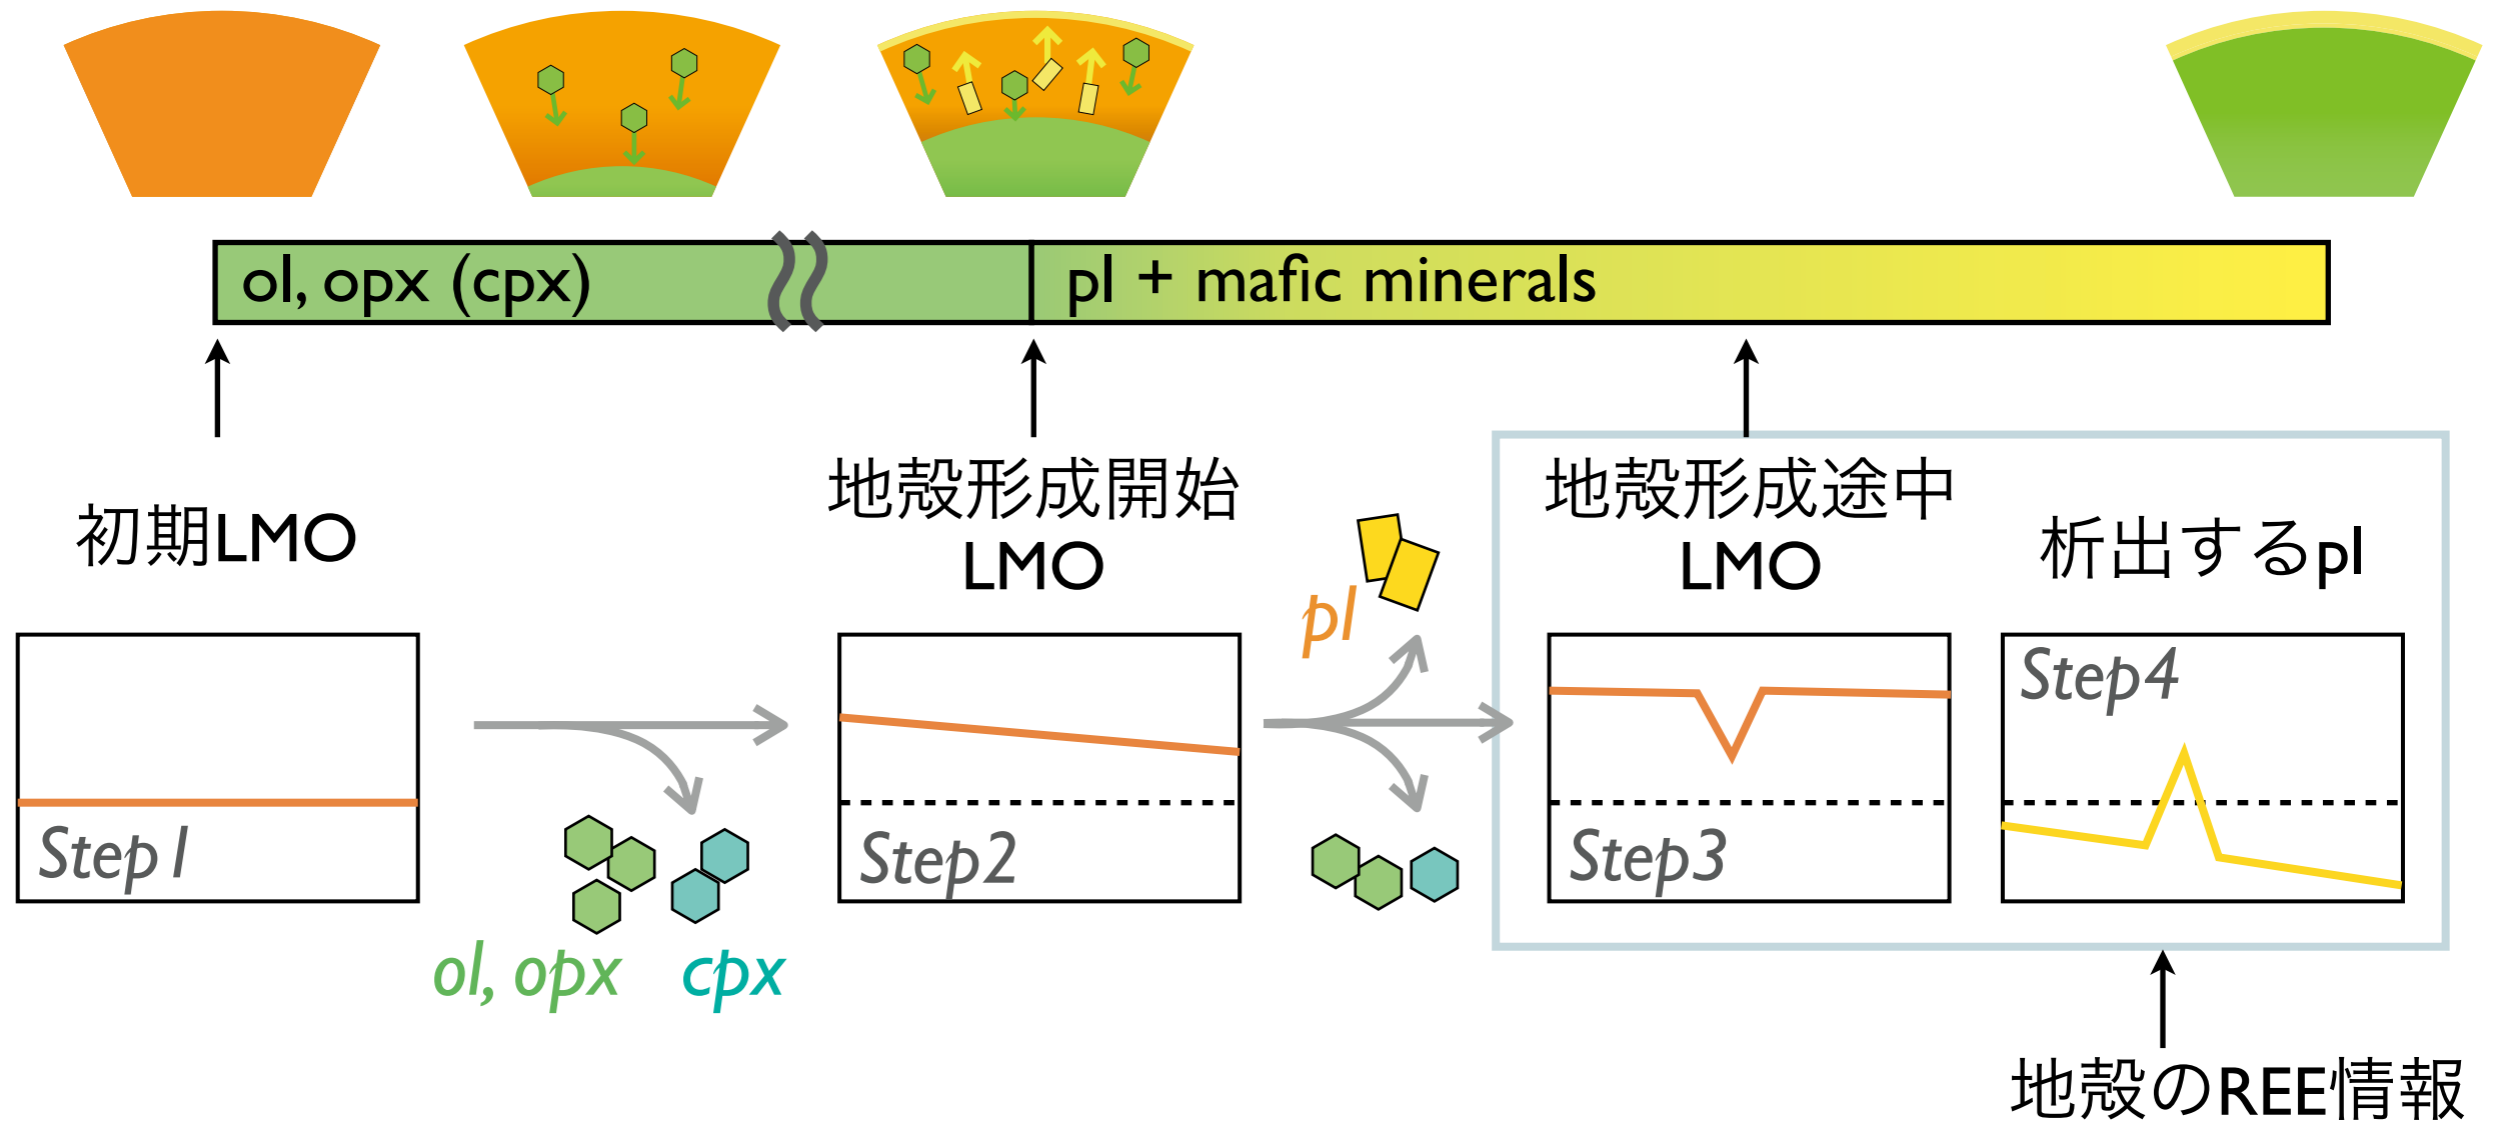 ol, opx (cpx)
pl + mafic minerals
初期LMO
地殻形成開始
LMO
地殻形成途中
LMO
析出するpl
pl
Step1
Step2
Step3
Step4
ol, opx
cpx
地殻のREE情報